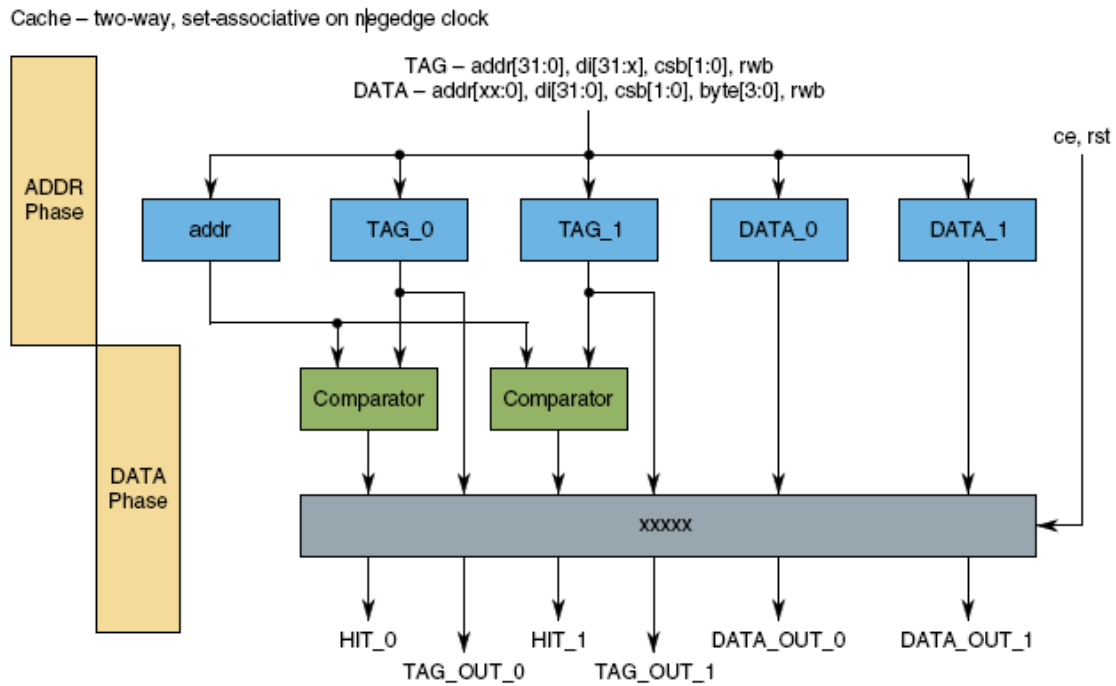 Cache – two-way, set-associative on negedge clock
TAG – addr[31:0], di[31:x], csb[1:0], rwb
DATA – addr[xx:0], di[31:0], csb[1:0], byte[3:0], rwb
ce, rst
ADDR
Phase
addr
TAG_0
TAG_1
DATA_0
DATA_1
Comparator
Comparator
DATA
Phase
xxxxx
HIT_0
HIT_1
DATA_OUT_0
DATA_OUT_1
TAG_OUT_0
TAG_OUT_1